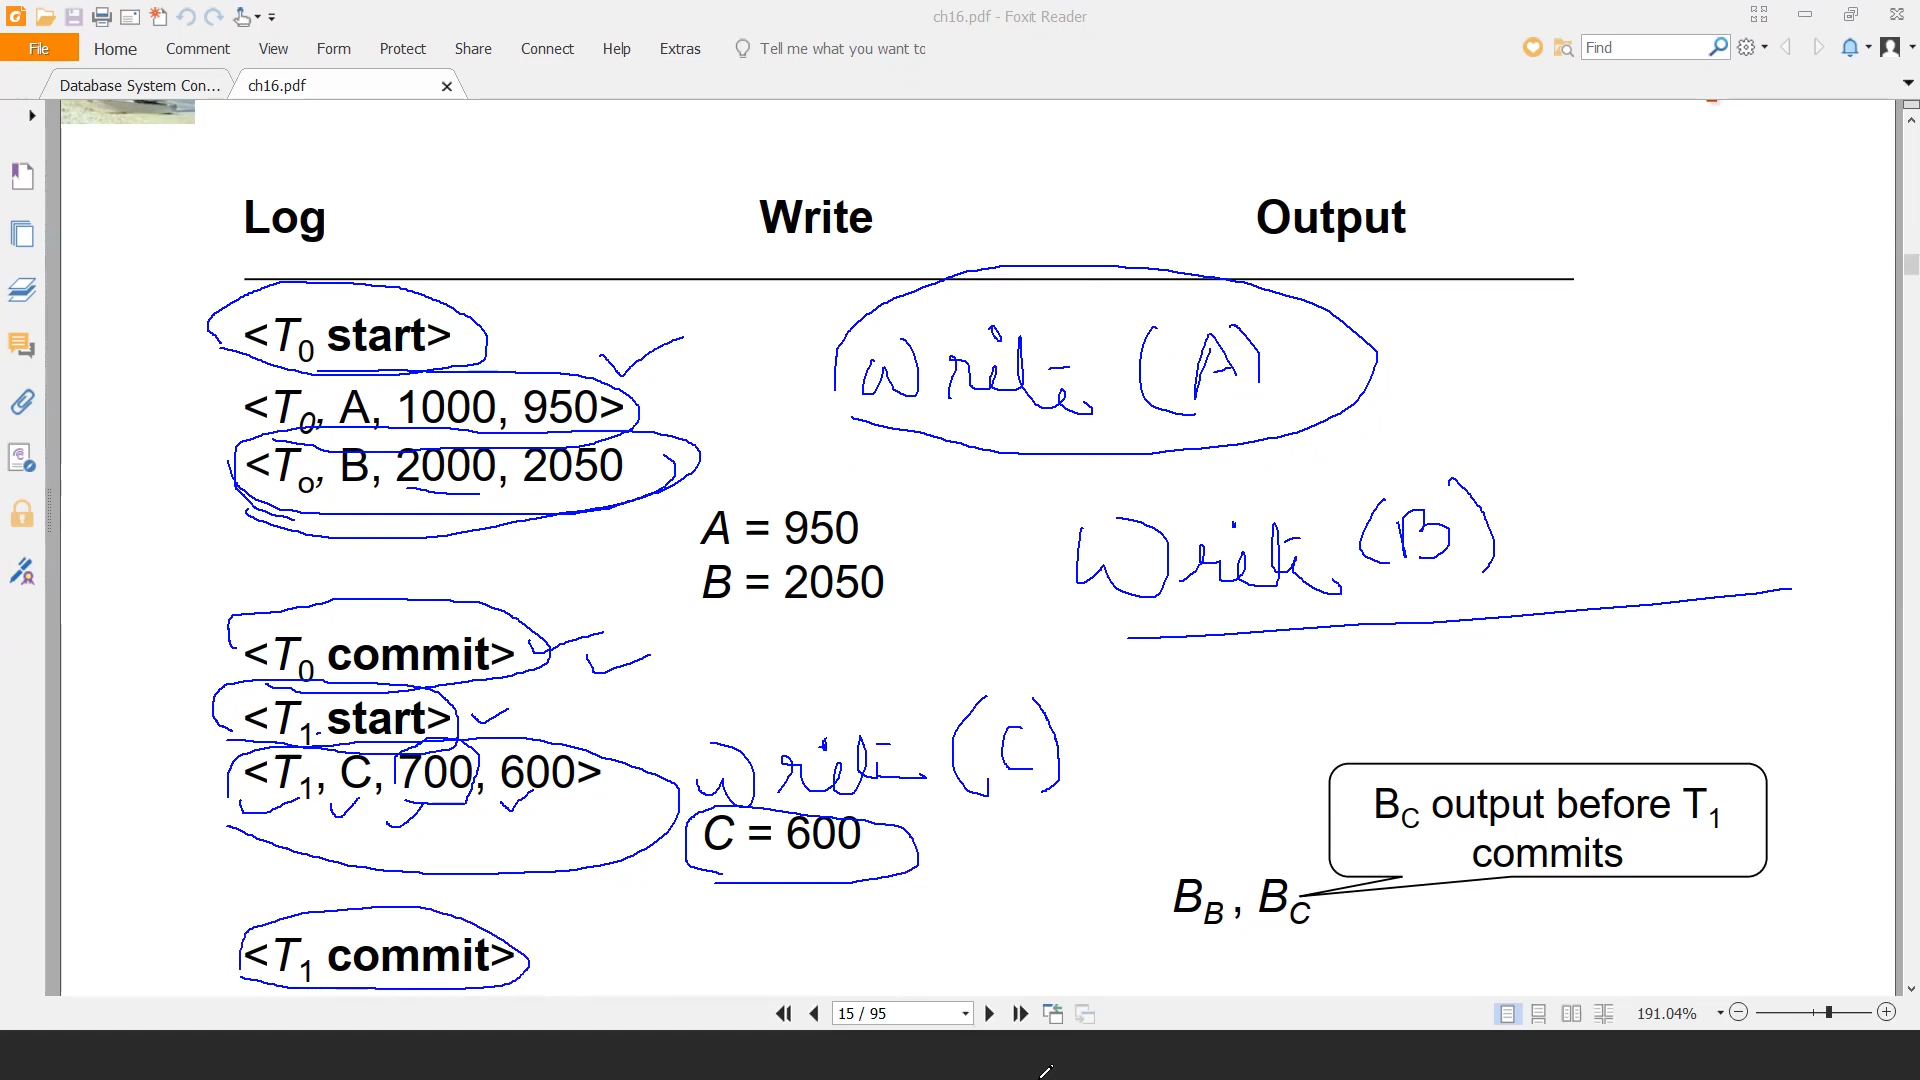 ch16.pdf - Foxit Reader
File Home Comment View Form Protect Share Connect Help Extras Tell me what you want to Find
Database System Con... ch16.pdf
Log Write Output
<T0 start>
Write (A)
<T0, A, 1000, 950>
<To, B, 2000, 2050
A = 950
Write (B)
B = 2050
<T0 commit>
<T1 start>
Write (C)
<T1, C, 700, 600>
C = 600
BC output before T1
commits
BB , BC
<T1 commit>
15 / 95 191.04%